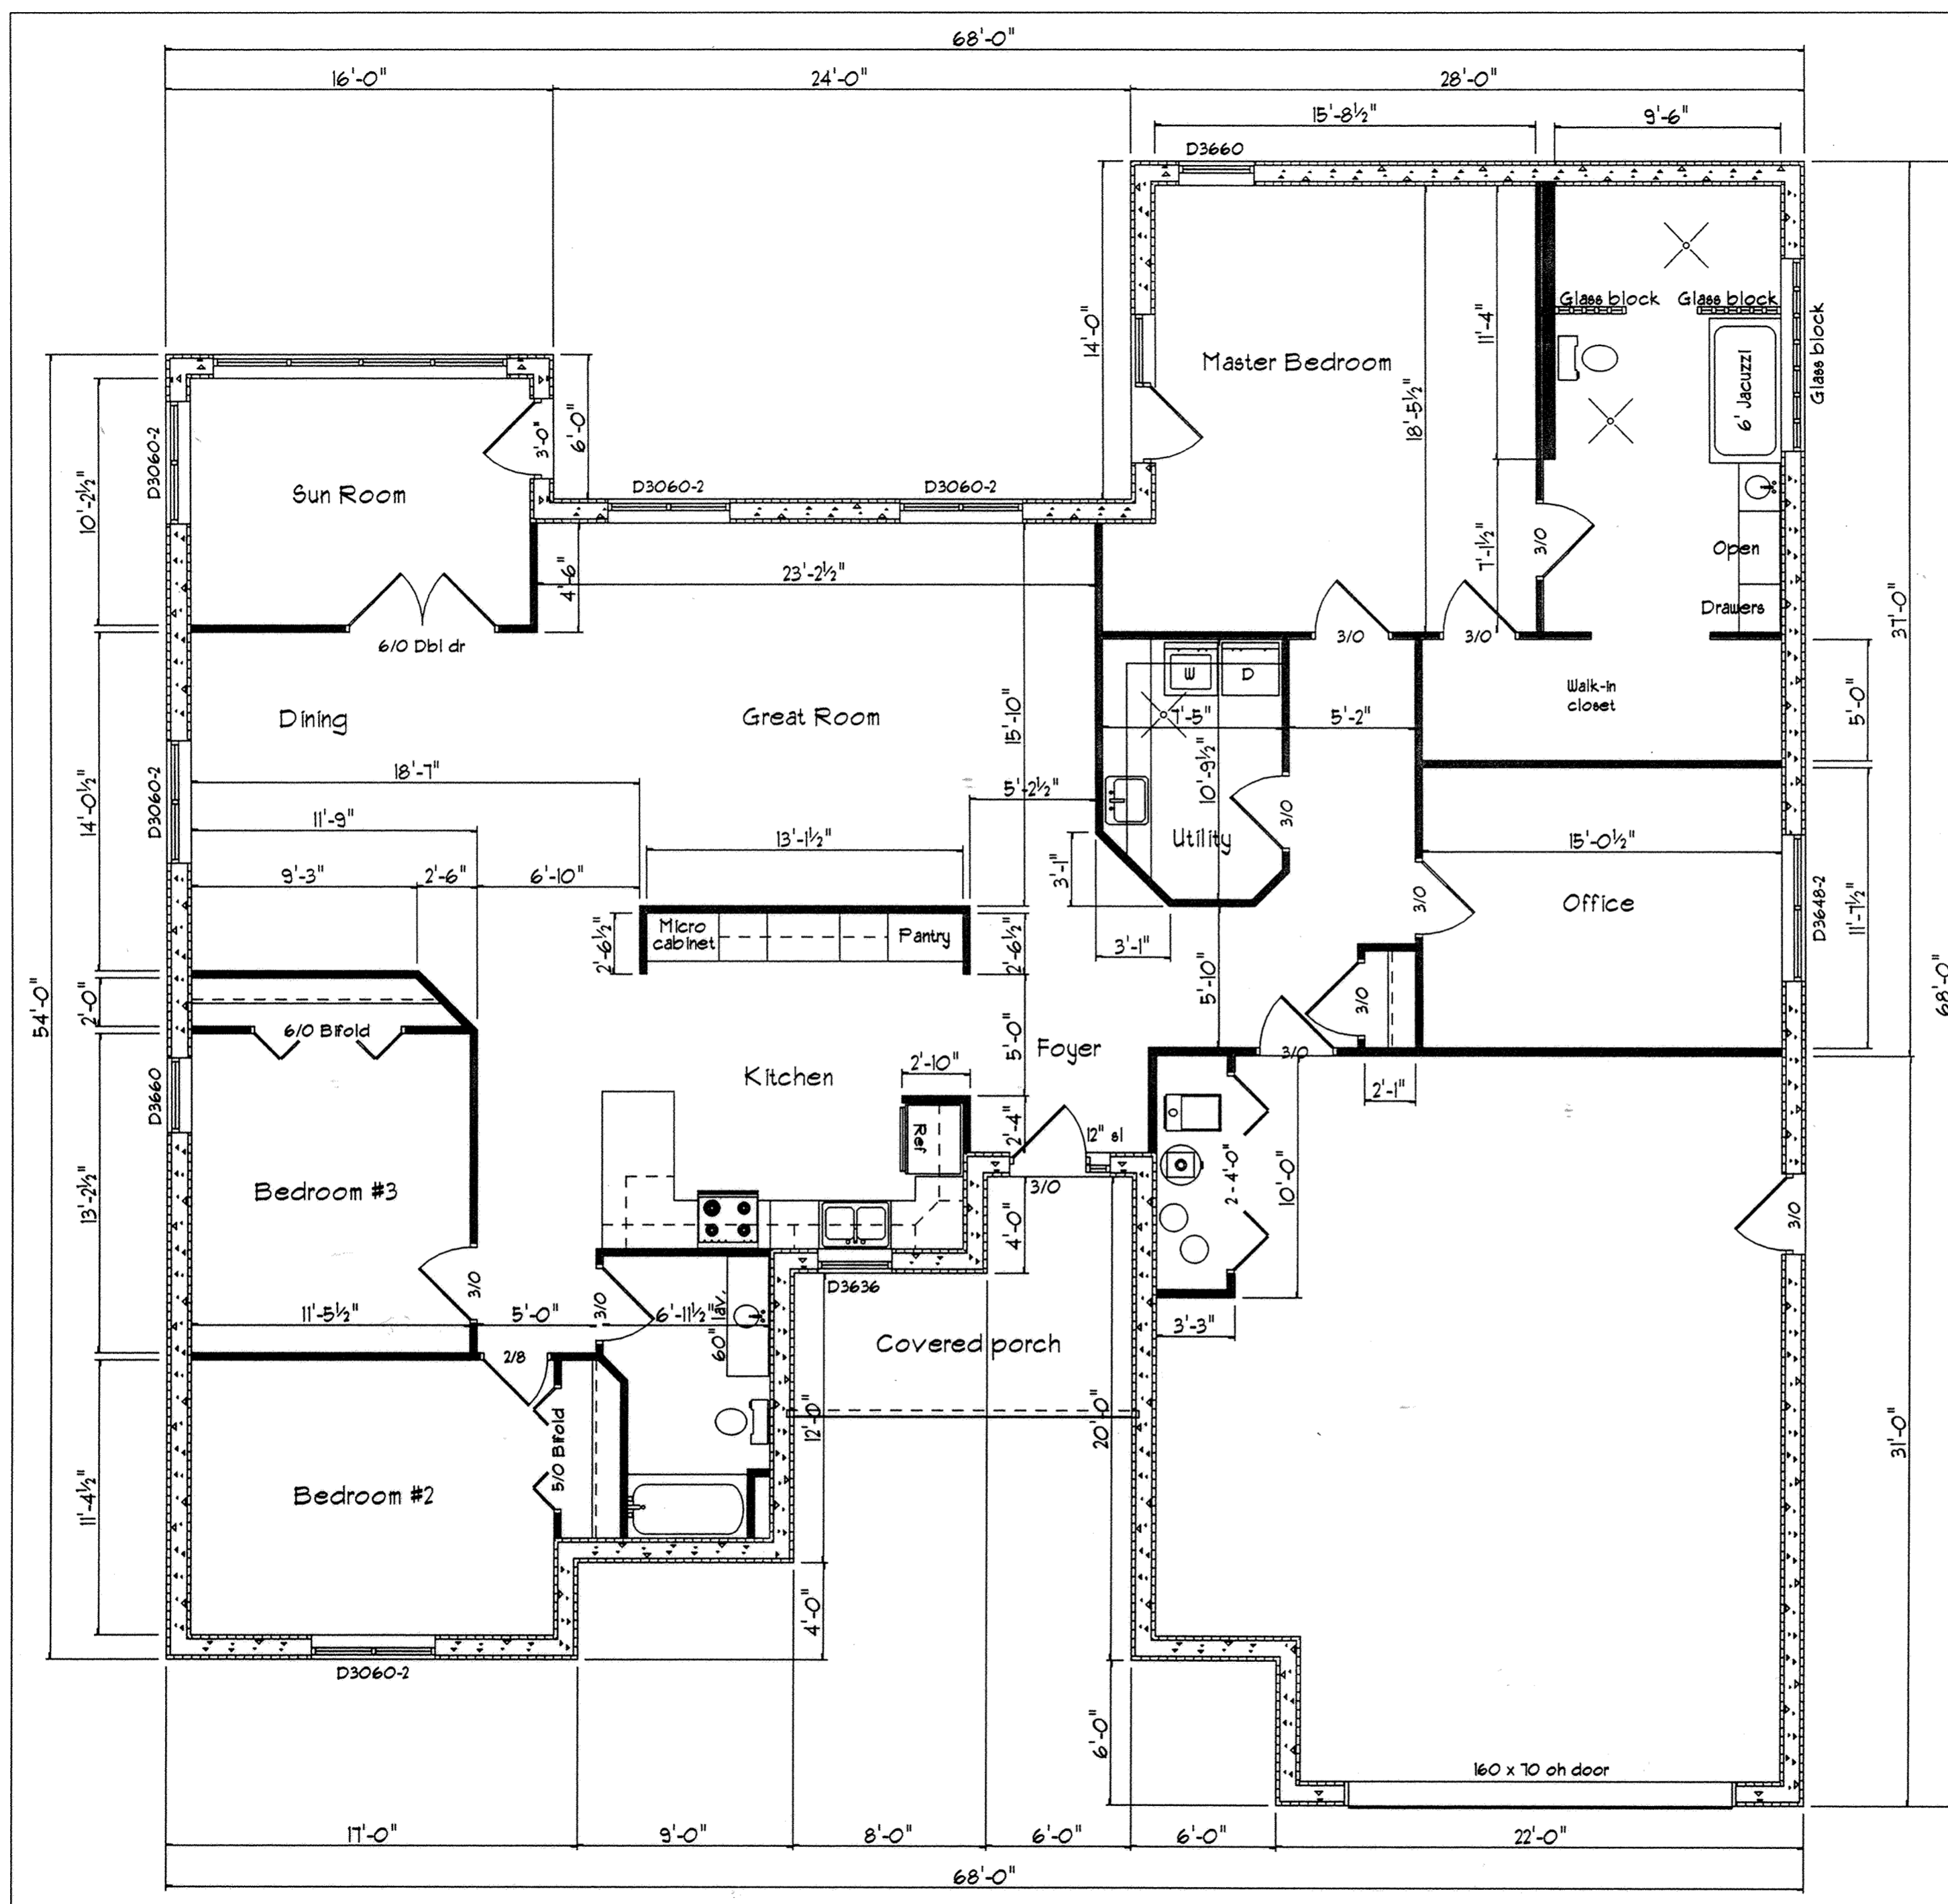 68'-0"
16'-0"
24'-0"
28'-0"
15'-8½"
9'-6"
D3660
14'-0"
Master Bedroom
18'-5½"
11'-4"
7'-1½"
3/0
Glass block
Glass block
Glass block
6' Jacuzzi
Open
Drawers
37'-0"
68'-0"
D3060-2
10'-2½"
Sun Room
3'-0"
6'-0"
D3060-2
D3060-2
4'-6"
23'-2½"
6/0 Dbl dr
3/0
3/0
W
D
Walk-in
closet
5'-0"
Dining
Great Room
15'-10"
7'-5"
5'-2"
10'-9½"
18'-7"
5'-2½"
14'-0½"
D3060-2
11'-9"
13'-1½"
3'-1"
Utility
3/0
15'-0½"
Office
3/0
D3648-2
11'-7½"
9'-3"
2'-6"
6'-10"
Micro
cabinet
Pantry
2'-6½"
2'-6½"
3'-1"
5'-10"
54'-0"
2'-0"
6/0 Bifold
3/0
3/0
2'-1"
5'-0"
Foyer
Kitchen
2'-10"
D3660
Ref
2'-4"
12" sl
3/0
2-4'-0"
10'-0"
3/0
13'-2½"
Bedroom #3
4'-0"
D3636
3/0
3/0
11'-5½"
5'-0"
6'-11½"
60" lav.
3'-3"
Covered porch
2/8
5/0 Bifold
12'-0"
20'-0"
31'-0"
11'-4½"
Bedroom #2
4'-0"
D3060-2
6'-0"
160 x 70 oh door
17'-0"
9'-0"
8'-0"
6'-0"
6'-0"
22'-0"
68'-0"